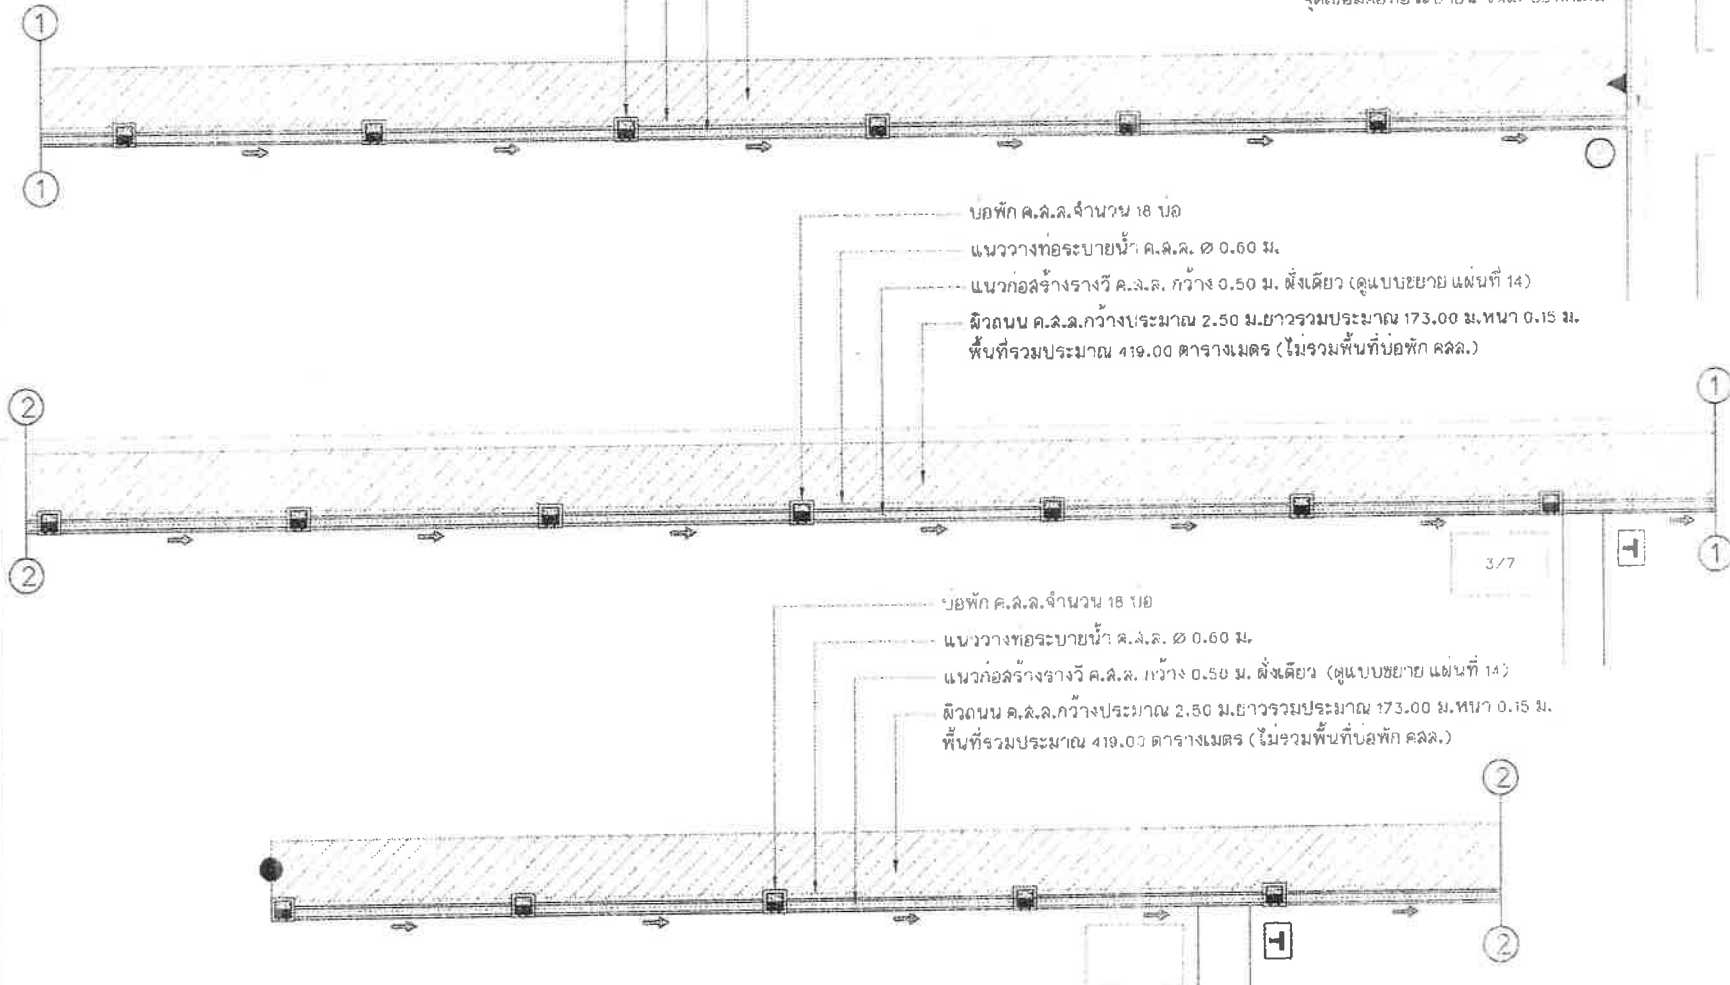 1
1
บ่อพัก ค.ส.ล.จำนวน 18 บ่อ
แนววางท่อระบายน้ำ ค.ส.ล. Ø 0.60 ม.
แนวก่อสร้างรางวี ค.ส.ล. กว้าง 0.50 ม. ฝั่งเดียว (ดูแบบขยาย แผ่นที่ 14)
ผิวถนน ค.ส.ล.กว้างประมาณ 2.50 ม.ยาวรวมประมาณ 173.00 ม.หนา 0.15 ม.
พื้นที่รวมประมาณ 419.00 ตารางเมตร (ไม่รวมพื้นที่บ่อพัก คสล.)
2
1
2
1
3/7
T
บ่อพัก ค.ส.ล.จำนวน 18 บ่อ
แนววางท่อระบายน้ำ ค.ส.ล. Ø 0.60 ม.
แนวก่อสร้างรางวี ค.ส.ล. กว้าง 0.50 ม. ฝั่งเดียว (ดูแบบขยาย แผ่นที่ 14)
ผิวถนน ค.ส.ล.กว้างประมาณ 2.50 ม.ยาวรวมประมาณ 173.00 ม.หนา 0.15 ม.
พื้นที่รวมประมาณ 419.00 ตารางเมตร (ไม่รวมพื้นที่บ่อพัก คสล.)
2
T
2